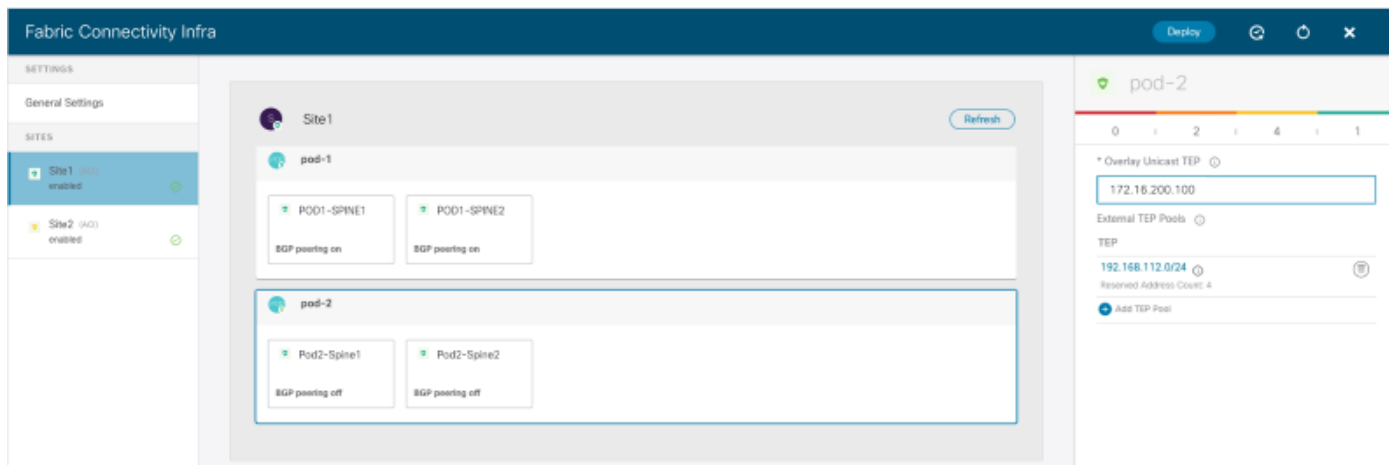 Fabric Connectivity Infra
Deploy
SETTINGS
General Settings
SITES
Site1 (ACI)
enabled
Site2 (ACI)
enabled
Site1
Refresh
pod-1
POD1-SPINE1
BGP peering on
POD1-SPINE2
BGP peering on
pod-2
Pod2-Spine1
BGP peering off
Pod2-Spine2
BGP peering off
pod-2
0 2 4 1
* Overlay Unicast TEP
172.16.200.100
External TEP Pools
TEP
192.168.112.0/24
Reserved Address Count: 4
Add TEP Pool